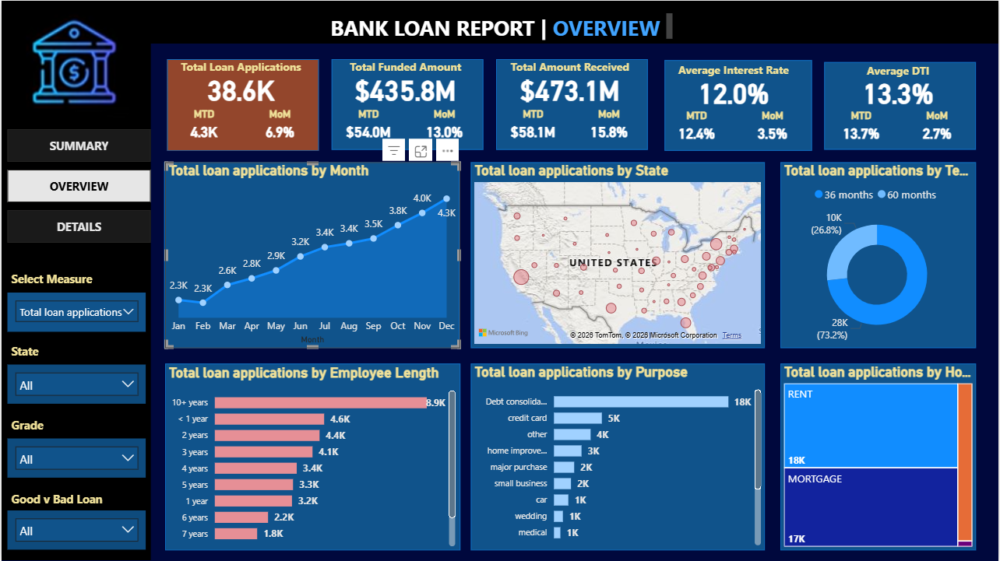 BANK LOAN REPORT | OVERVIEW
Total Loan Applications
38.6K
MTD MoM
4.3K 6.9%
Total Funded Amount
$435.8M
MTD MoM
$54.0M 13.0%
Total Amount Received
$473.1M
MTD MoM
$58.1M 15.8%
Average Interest Rate
12.0%
MTD MoM
12.4% 3.5%
Average DTI
13.3%
MTD MoM
13.7% 2.7%
SUMMARY
OVERVIEW
DETAILS
Select Measure
Total loan applications
State
All
Grade
All
Good v Bad Loan
All
Total loan applications by Month
2.3K
2.3K
2.6K
2.8K
2.9K
3.2K
3.4K
3.4K
3.5K
3.8K
4.0K
4.3K
Jan Feb Mar Apr May Jun Jul Aug Sep Oct Nov Dec
Month
Total loan applications by State
UNITED STATES
Microsoft Bing
© 2026 TomTom, © 2026 Microsoft Corporation Terms
Total loan applications by Te...
36 months 60 months
10K
(26.8%)
28K
(73.2%)
Total loan applications by Employee Length
10+ years 8.9K
< 1 year 4.6K
2 years 4.4K
3 years 4.1K
4 years 3.4K
5 years 3.3K
1 year 3.2K
6 years 2.2K
7 years 1.8K
Total loan applications by Purpose
Debt consolida... 18K
credit card 5K
other 4K
home improve... 3K
major purchase 2K
small business 2K
car 1K
wedding 1K
medical 1K
Total loan applications by Ho...
RENT
18K
MORTGAGE
17K